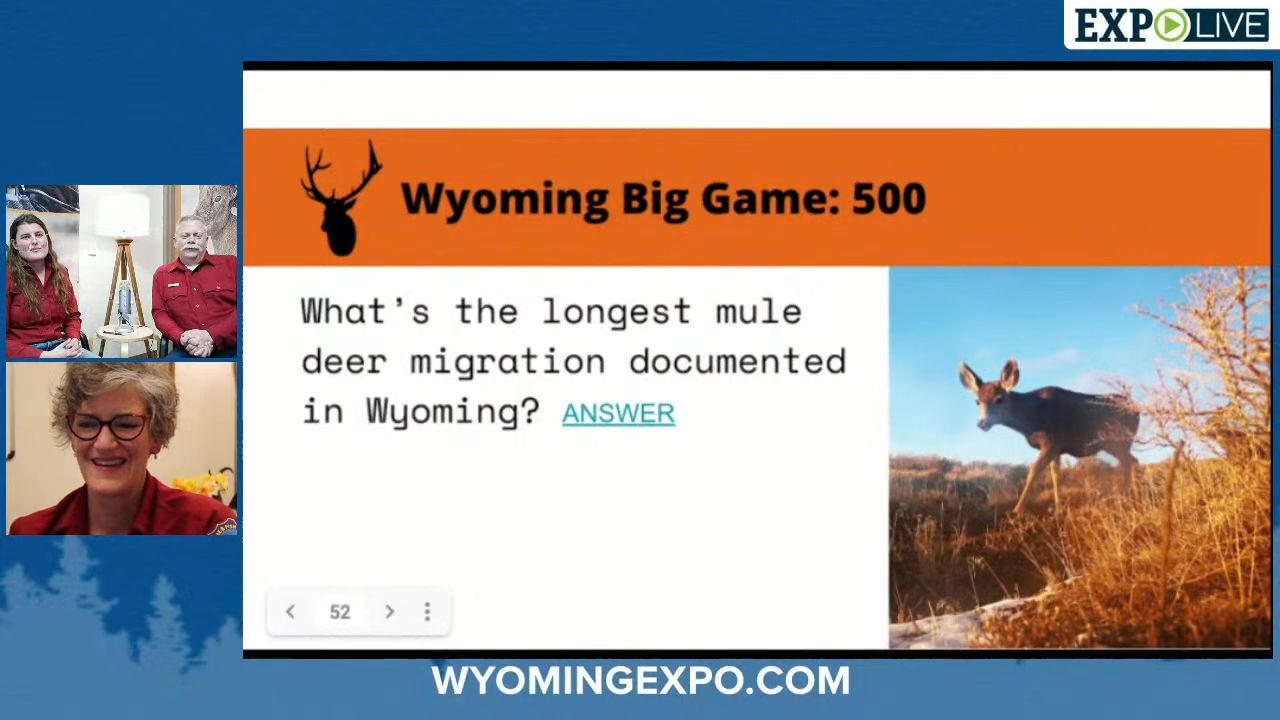 EXPO LIVE
Wyoming Big Game: 500
What's the longest mule
deer migration documented
in Wyoming? ANSWER
52
WYOMINGEXPO.COM